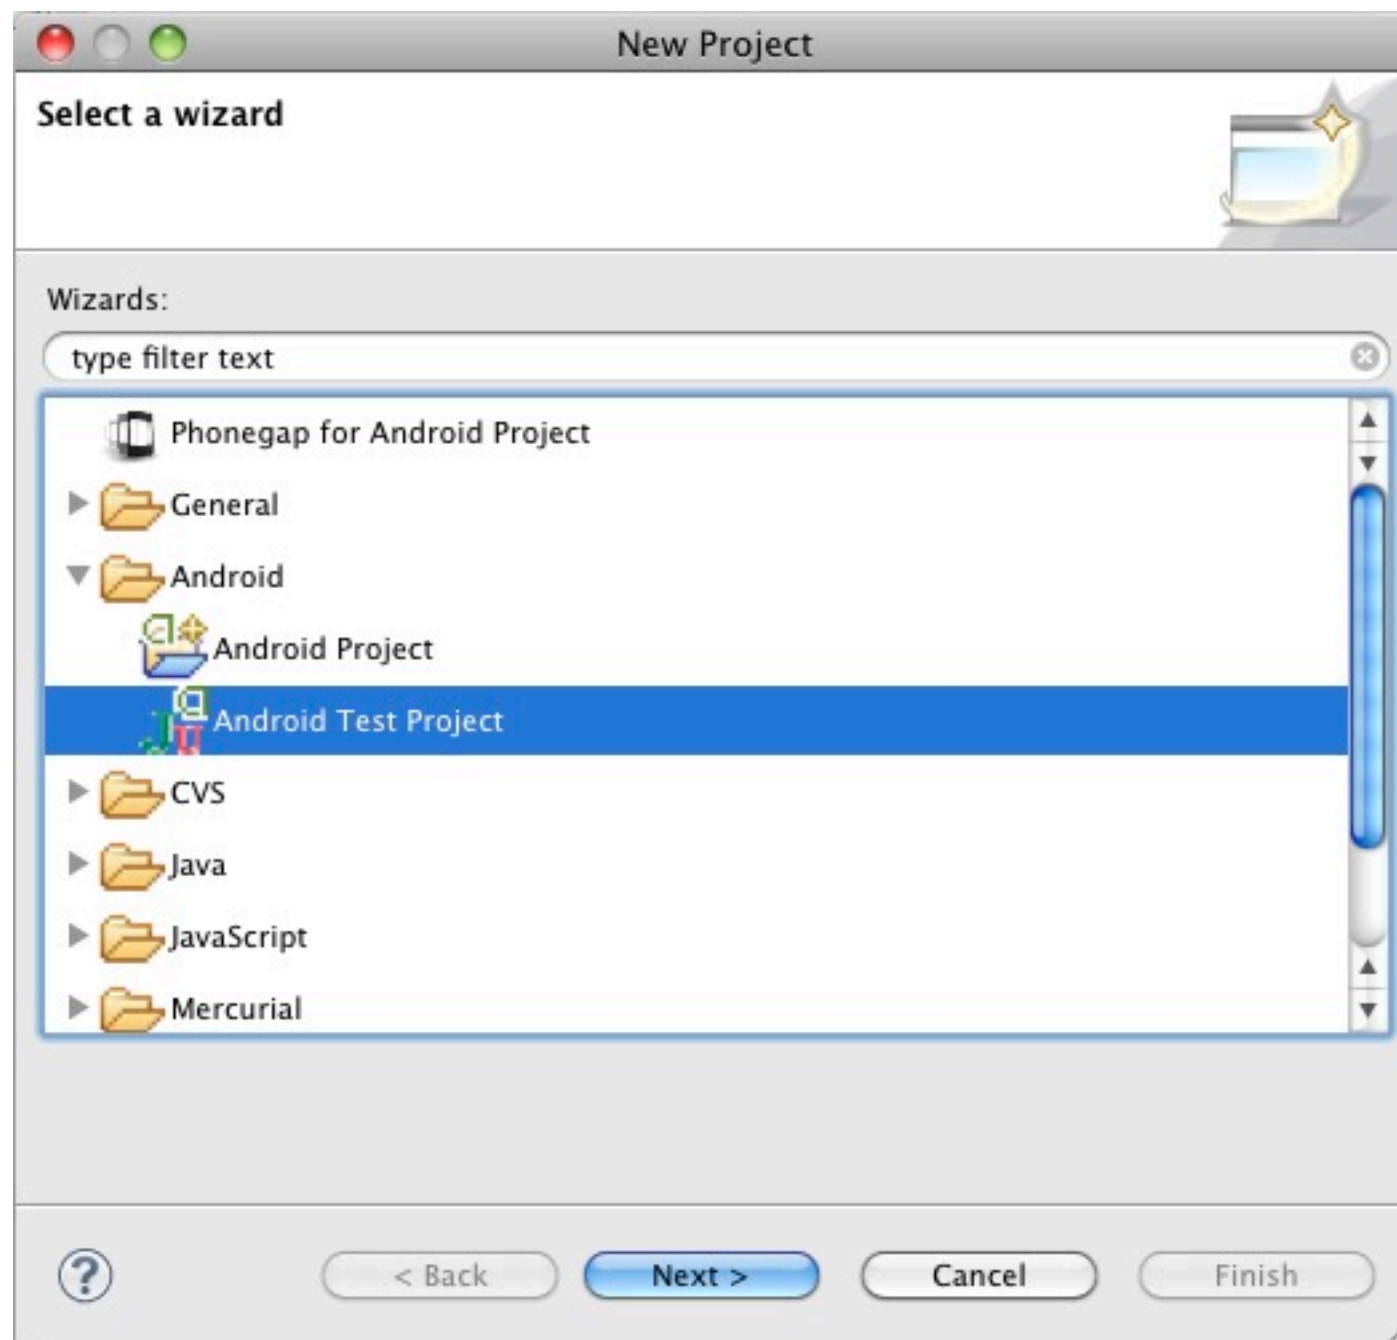 New Project
Select a wizard
Wizards:
type filter text
Phonegap for Android Project
General
Android
Android Project
Android Test Project
CVS
Java
JavaScript
Mercurial
?
< Back
Next >
Cancel
Finish